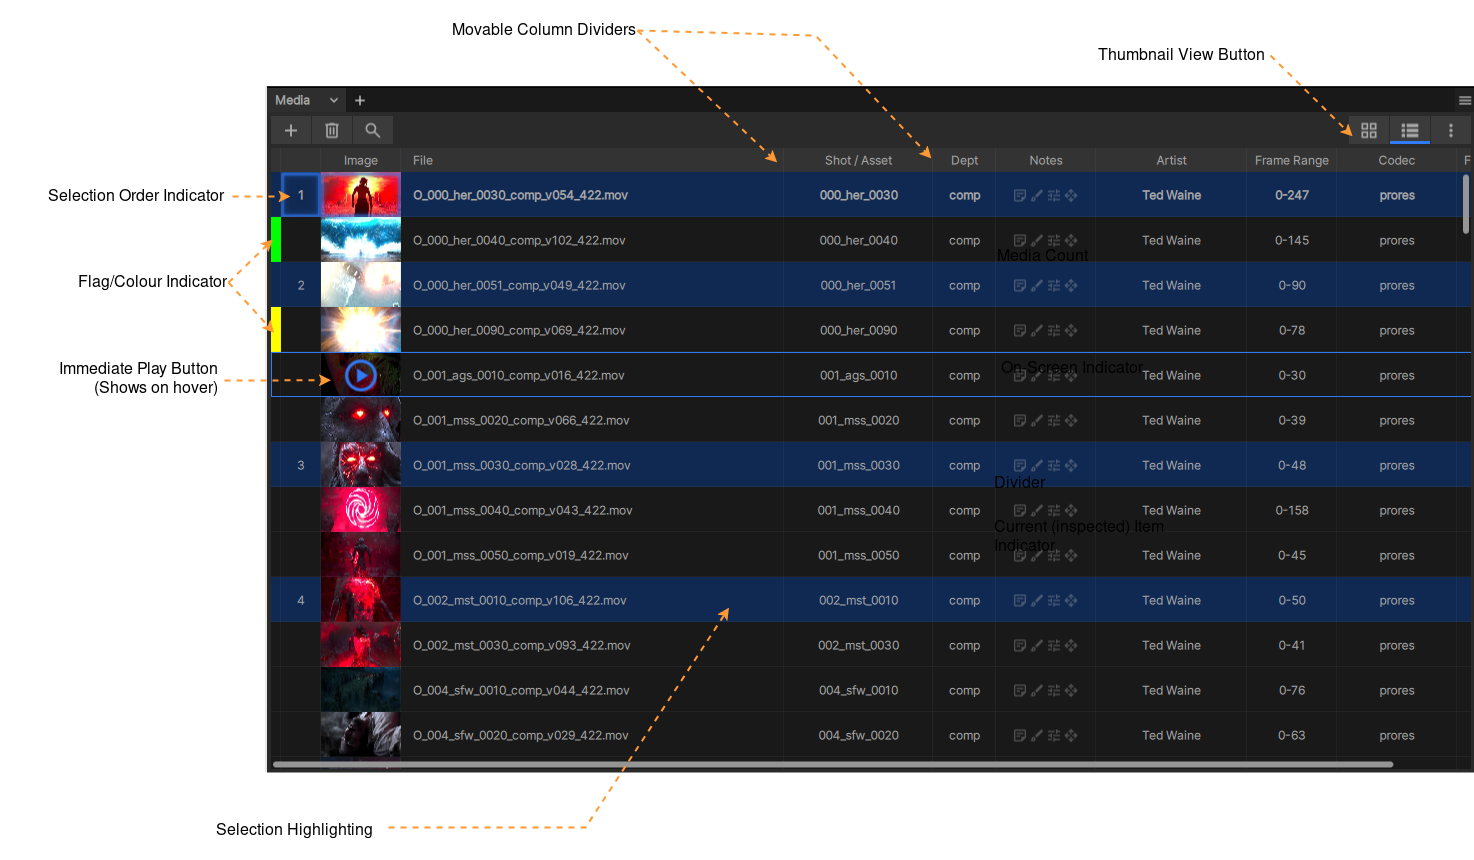 Movable Column Dividers
Thumbnail View Button
Media
Image File Shot / Asset Dept Notes Artist Frame Range Codec F
Selection Order Indicator
1 O_000_her_0030_comp_v054_422.mov 000_her_0030 comp Ted Waine 0-247 prores
O_000_her_0040_comp_v102_422.mov 000_her_0040 comp Ted Waine 0-145 prores
Media Count
Flag/Colour Indicator
2 O_000_her_0051_comp_v049_422.mov 000_her_0051 comp Ted Waine 0-90 prores
O_000_her_0090_comp_v069_422.mov 000_her_0090 comp Ted Waine 0-78 prores
Immediate Play Button
(Shows on hover)
On-Screen Indicator
O_001_ags_0010_comp_v016_422.mov 001_ags_0010 comp Ted Waine 0-30 prores
O_001_mss_0020_comp_v066_422.mov 001_mss_0020 comp Ted Waine 0-39 prores
3 O_001_mss_0030_comp_v028_422.mov 001_mss_0030 comp Ted Waine 0-48 prores
Divider
O_001_mss_0040_comp_v043_422.mov 001_mss_0040 comp Ted Waine 0-158 prores
Current (inspected) Item
Indicator
O_001_mss_0050_comp_v019_422.mov 001_mss_0050 comp Ted Waine 0-45 prores
4 O_002_mst_0010_comp_v106_422.mov 002_mst_0010 comp Ted Waine 0-50 prores
O_002_mst_0030_comp_v093_422.mov 002_mst_0030 comp Ted Waine 0-41 prores
O_004_sfw_0010_comp_v044_422.mov 004_sfw_0010 comp Ted Waine 0-76 prores
O_004_sfw_0020_comp_v029_422.mov 004_sfw_0020 comp Ted Waine 0-63 prores
Selection Highlighting